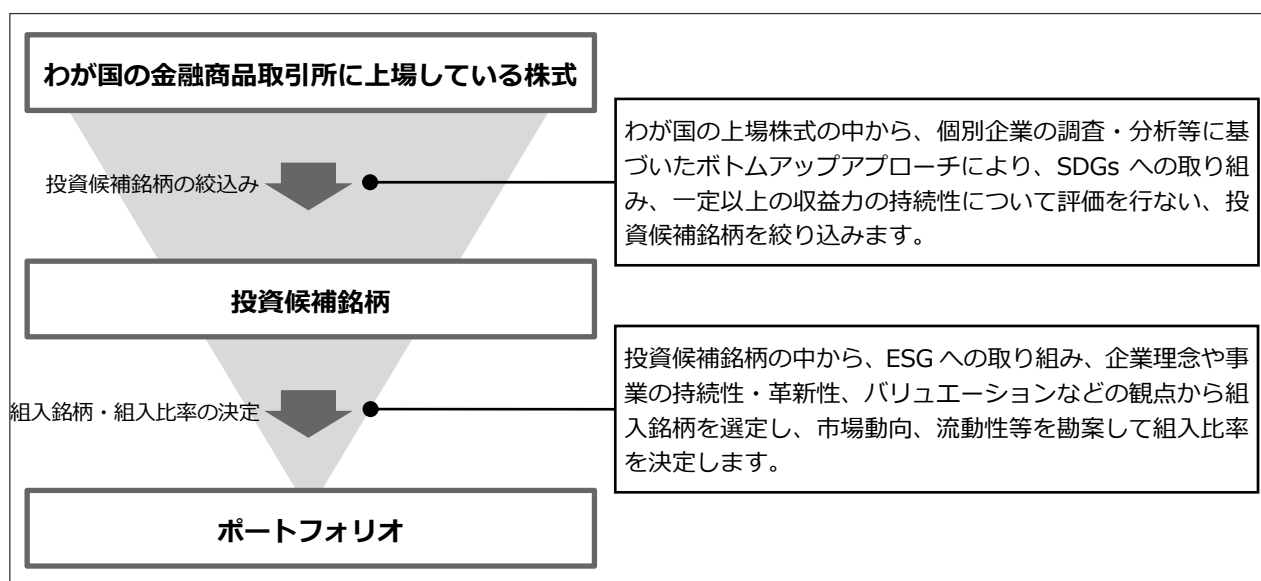 わが国の金融商品取引所に上場している株式
投資候補銘柄の絞込み
わが国の上場株式の中から、個別企業の調査・分析等に基
づいたボトムアップアプローチにより、SDGs への取り組
み、一定以上の収益力の持続性について評価を行ない、投
資候補銘柄を絞り込みます。
投資候補銘柄
組入銘柄・組入比率の決定
投資候補銘柄の中から、ESG への取り組み、企業理念や事
業の持続性・革新性、バリュエーションなどの観点から組
入銘柄を選定し、市場動向、流動性等を勘案して組入比率
を決定します。
ポートフォリオ